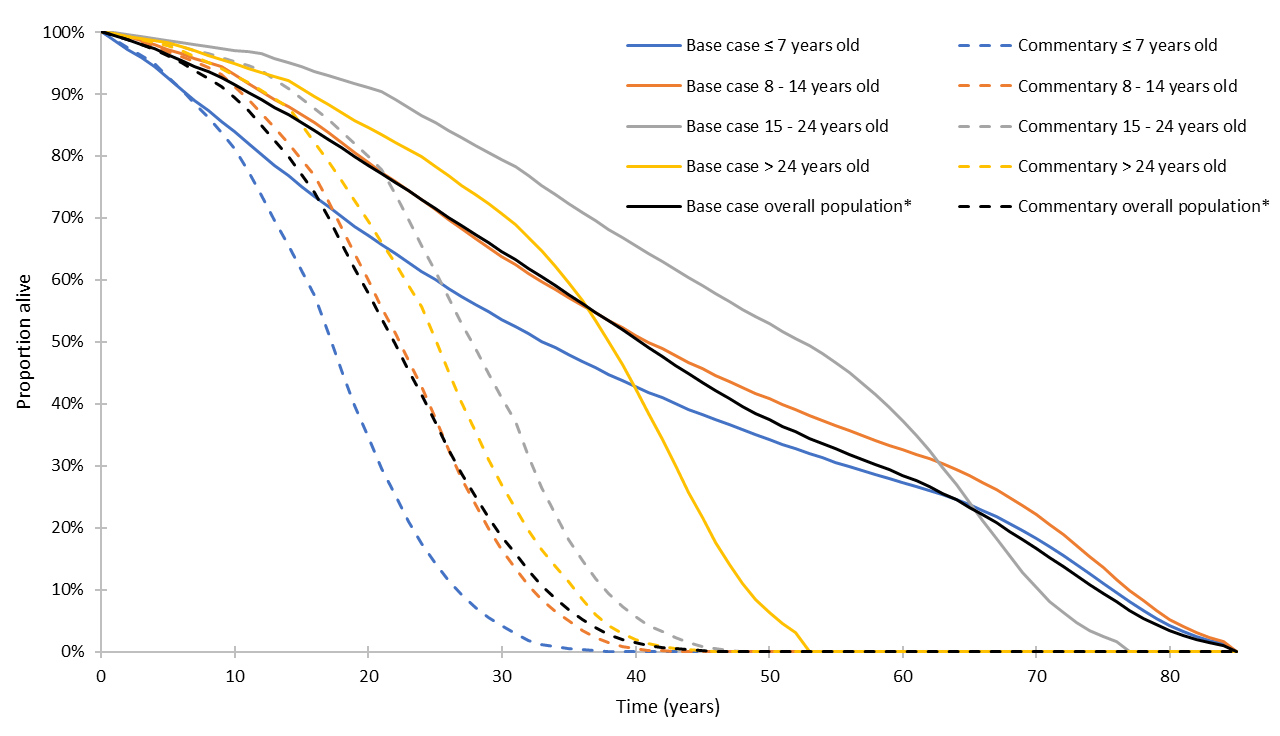 100%
90%
80%
70%
60%
50%
40%
30%
20%
10%
0%
Proportion alive
0 10 20 30 40 50 60 70 80
Time (years)
Base case ≤ 7 years old
Commentary ≤ 7 years old
Base case 8 - 14 years old
Commentary 8 - 14 years old
Base case 15 - 24 years old
Commentary 15 - 24 years old
Base case > 24 years old
Commentary > 24 years old
Base case overall population*
Commentary overall population*